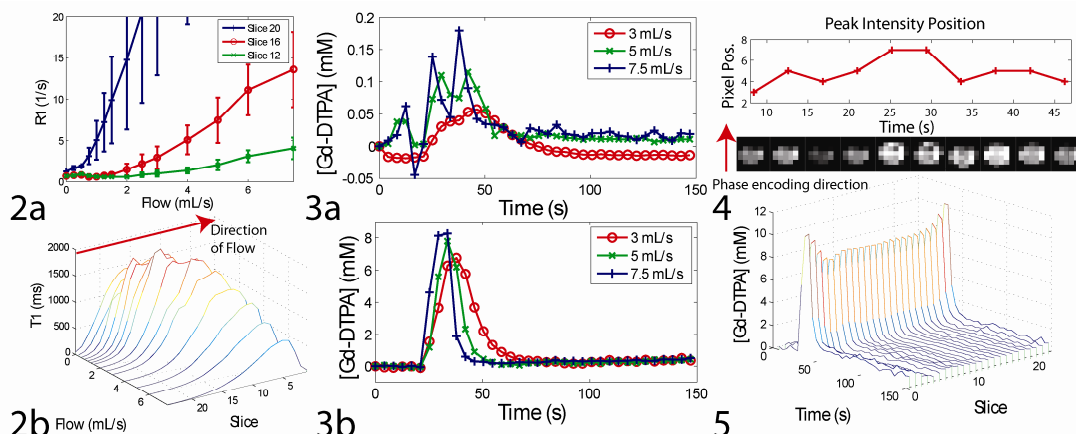 R1 (1/s)
20
15
10
5
0
Slice 20
Slice 16
Slice 12
0 2 4 6
Flow (mL/s)
2a
[Gd-DTPA] (mM)
0.2
0.15
0.1
0.05
0
-0.05
3 mL/s
5 mL/s
7.5 mL/s
0 50 100 150
Time (s)
3a
Peak Intensity Position
Pixel Pos.
8
6
4
2
10 15 20 25 30 35 40 45
Time (s)
Phase encoding direction
4
Direction
of Flow
T1 (ms)
2000
1500
1000
500
0
0
2
4
6
Flow (mL/s)
20
15
10
5
Slice
2b
[Gd-DTPA] (mM)
8
6
4
2
0
3 mL/s
5 mL/s
7.5 mL/s
0 50 100 150
Time (s)
3b
[Gd-DTPA] (mM)
12
10
8
6
4
2
0
50
100
150
Time (s)
0
10
20
Slice
5